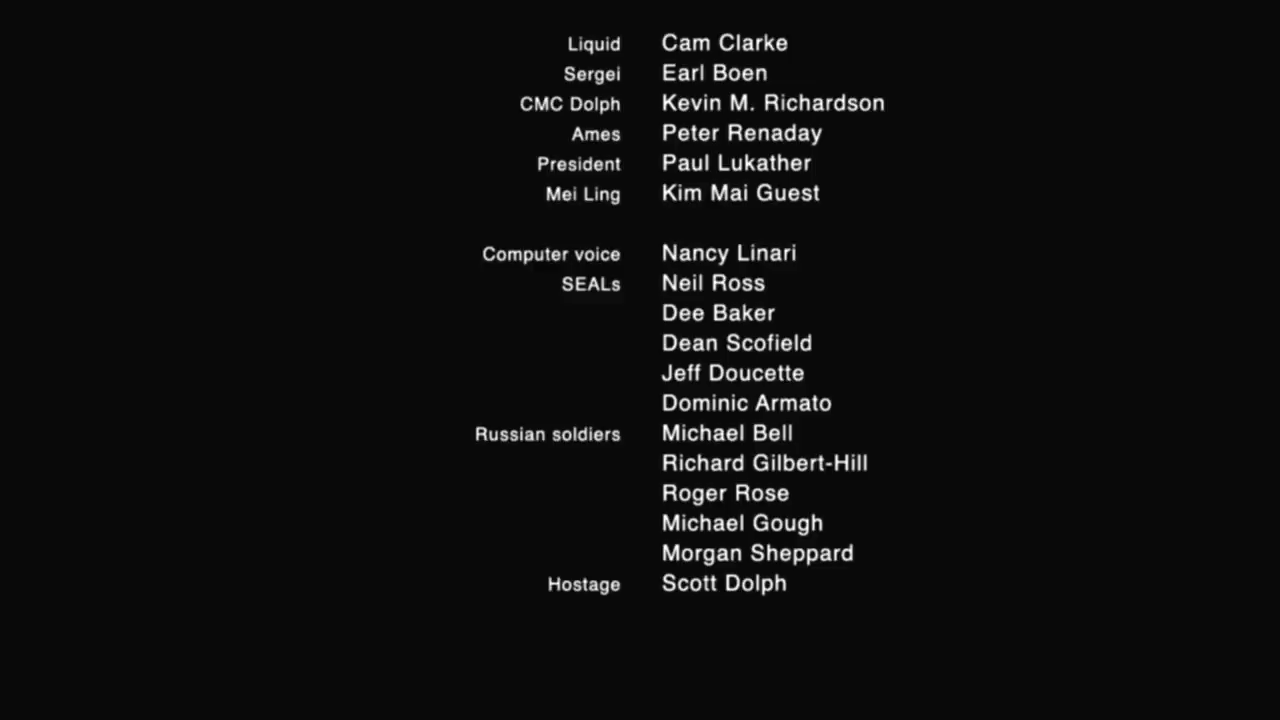 Liquid Cam Clarke
Sergei Earl Boen
CMC Dolph Kevin M. Richardson
Ames Peter Renaday
President Paul Lukather
Mei Ling Kim Mai Guest
Computer voice Nancy Linari
SEALs Neil Ross
Dee Baker
Dean Scofield
Jeff Doucette
Dominic Armato
Russian soldiers Michael Bell
Richard Gilbert-Hill
Roger Rose
Michael Gough
Morgan Sheppard
Hostage Scott Dolph